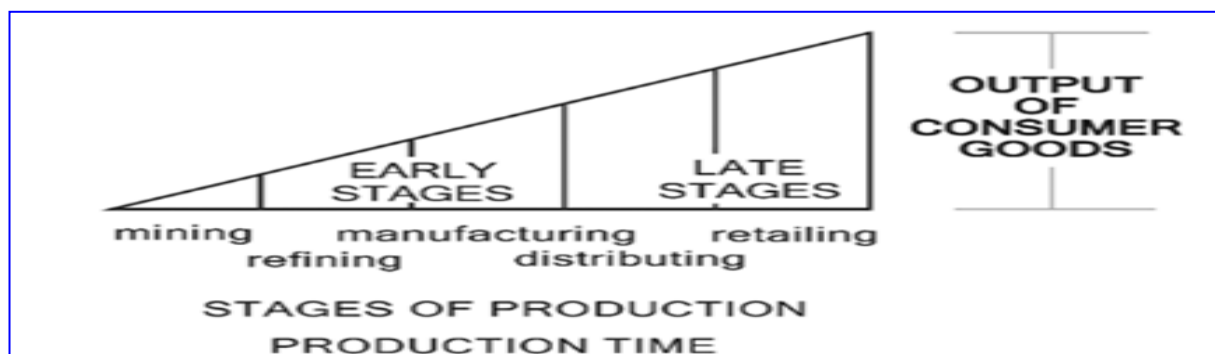 OUTPUT
OF
CONSUMER
GOODS
EARLY
STAGES
LATE
STAGES
mining
manufacturing
retailing
refining
distributing
STAGES OF PRODUCTION
PRODUCTION TIME